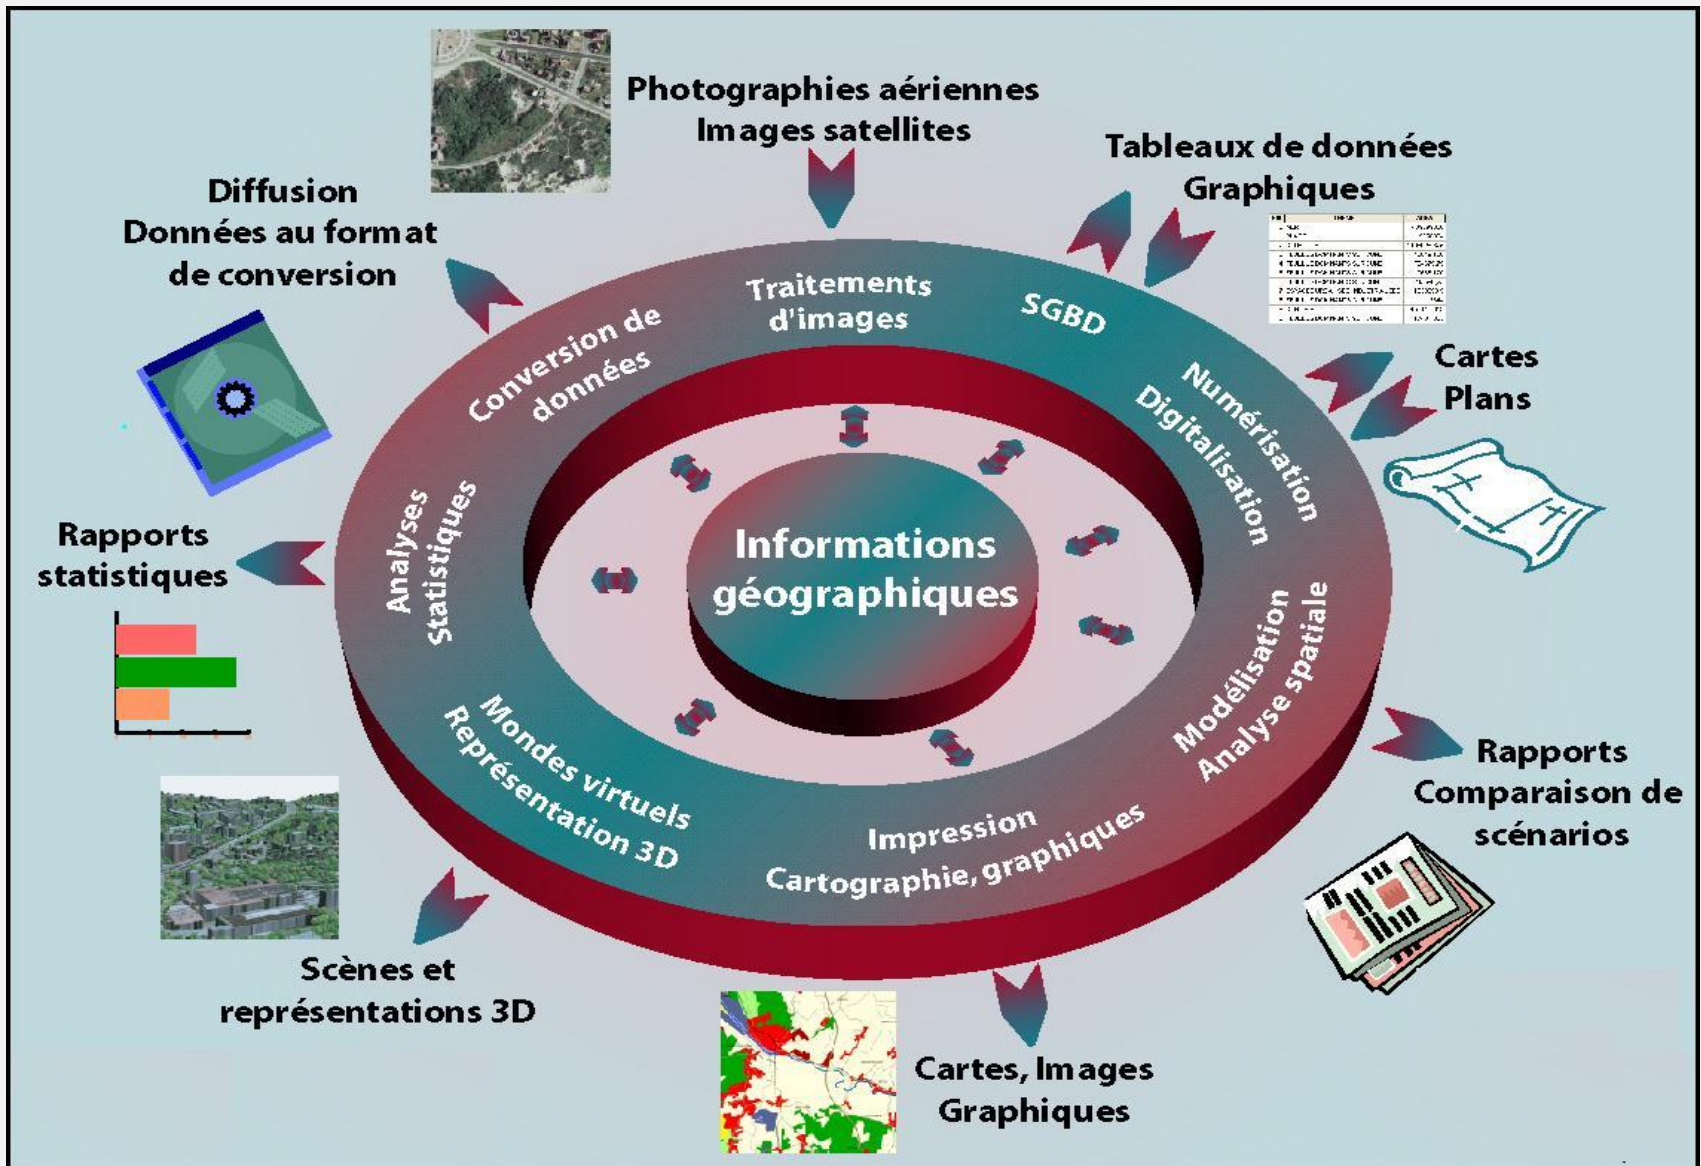 Photographies aériennes
Images satellites
Tableaux de données
Graphiques
Diffusion
Données au format
de conversion
Traitements
d'images
SGBD
Conversion de
données
Numérisation
Digitalisation
Cartes
Plans
Analyses
Statistiques
Informations
géographiques
Rapports
statistiques
Modélisation
Analyse spatiale
Mondes virtuels
Représentation 3D
Impression
Cartographie, graphiques
Rapports
Comparaison de
scénarios
Scènes et
représentations 3D
Cartes, Images
Graphiques